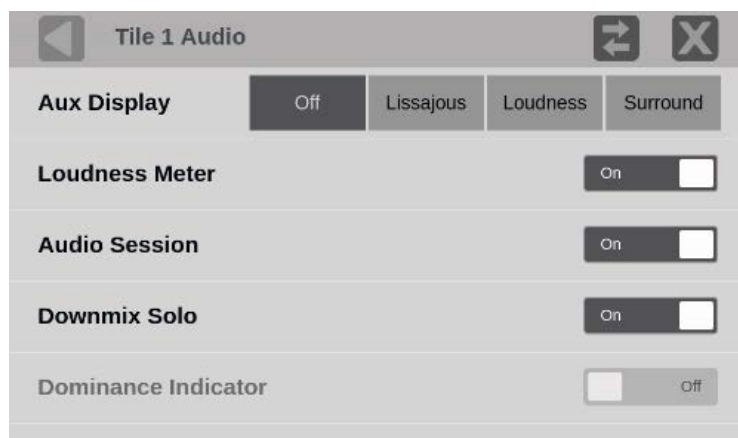 Tile 1 Audio
Aux Display Off Lissajous Loudness Surround
Loudness Meter On
Audio Session On
Downmix Solo On
Dominance Indicator Off